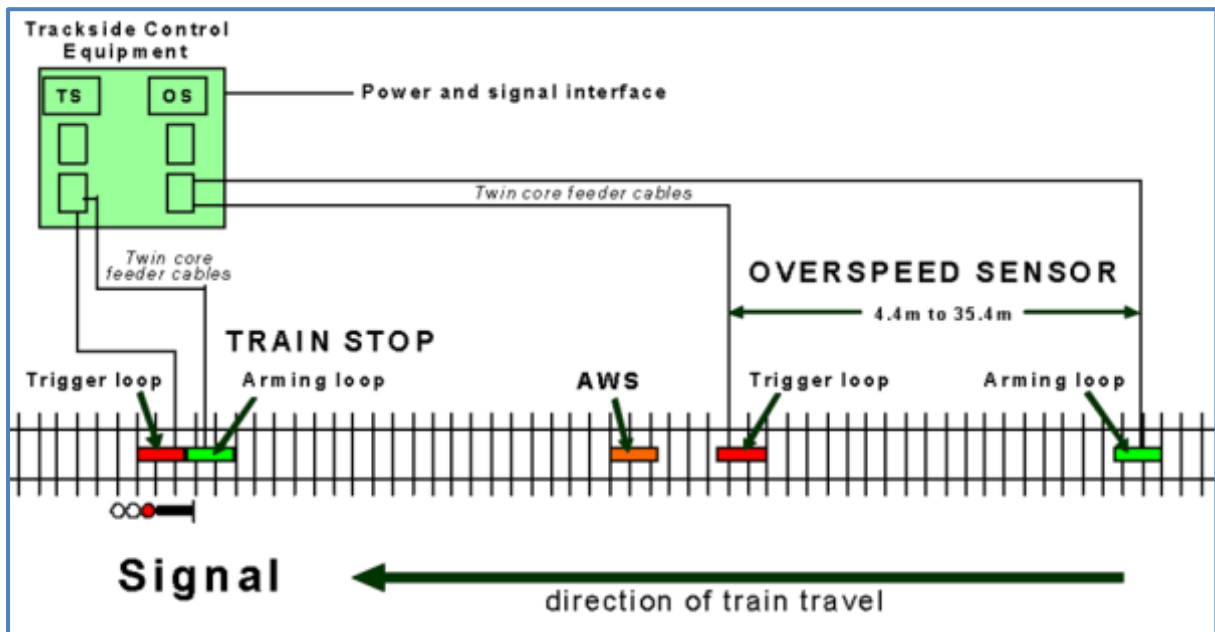 Trackside Control
Equipment
TS
OS
Power and signal interface
Twin core feeder cables
Twin core
feeder cables
OVERSPEED SENSOR
4.4m to 35.4m
TRAIN STOP
Trigger loop
Arming loop
AWS
Trigger loop
Arming loop
Signal
direction of train travel